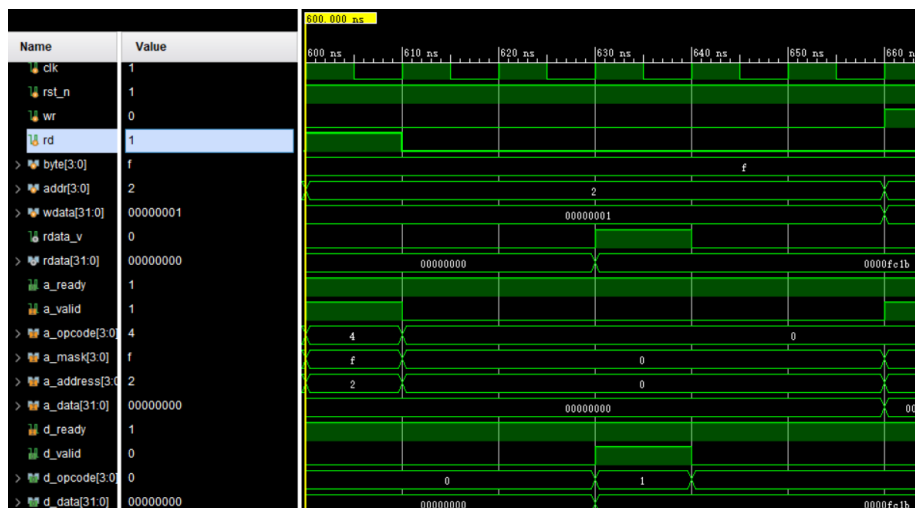 600.000 ns
Name Value
600 ns 610 ns 620 ns 630 ns 640 ns 650 ns 660 n
clk 1
rst_n 1
wr 0
rd 1
byte[3:0] f f
addr[3:0] 2 2
wdata[31:0] 00000001 00000001
rdata_v 0
rdata[31:0] 00000000 00000000 0000fc1b
a_ready 1
a_valid 1
a_opcode[3:0] 4 4 0
a_mask[3:0] f f 0
a_address[3:0 2 2 0
a_data[31:0] 00000000 00000000 00
d_ready 1
d_valid 0
d_opcode[3:0] 0 0 1
d_data[31:0] 00000000 00000000 0000fc1b